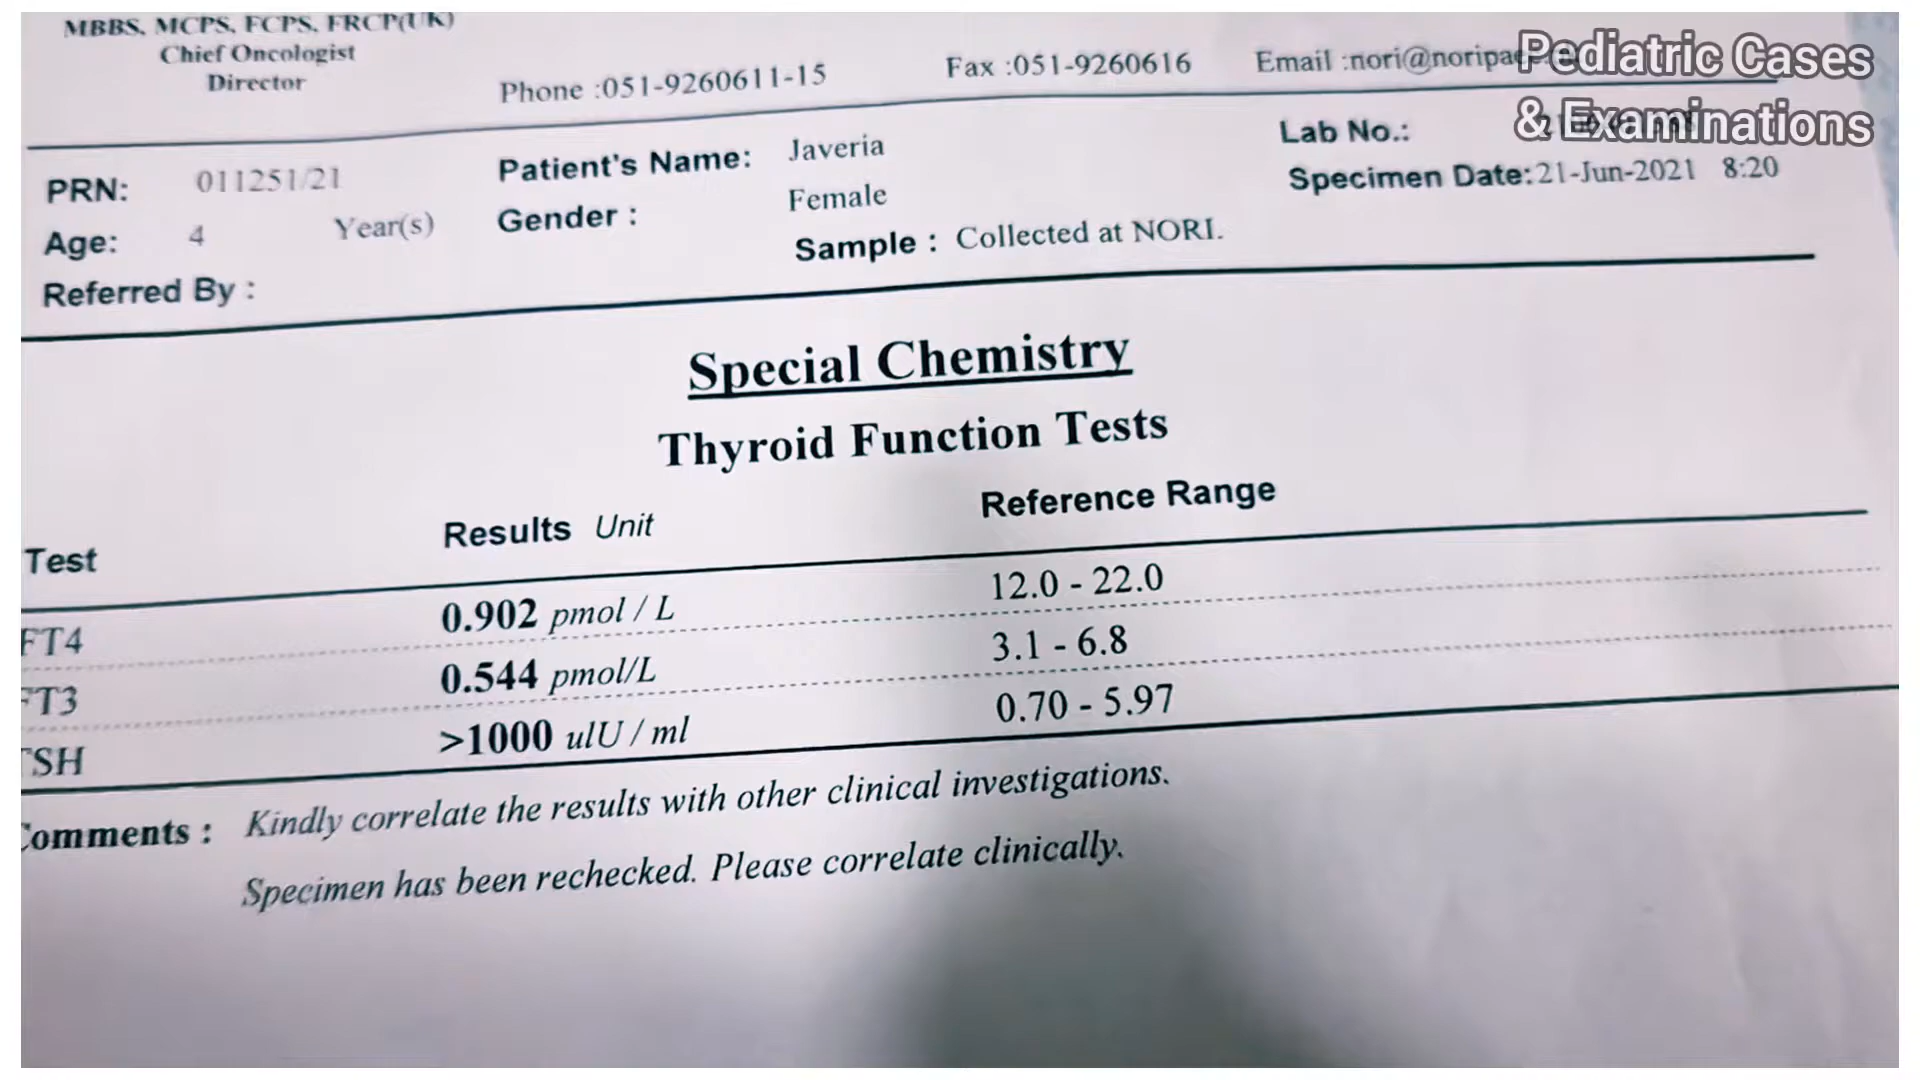 MBBS, MCPS, FCPS, FRCP(UK)
Chief Oncologist
Director
Phone :051-9260611-15
Fax :051-9260616
Email :nori@noripae
Pediatric Cases
& Examinations
PRN: 011251/21
Patient's Name: Javeria
Lab No.:
Age: 4 Year(s)
Gender : Female
Specimen Date:21-Jun-2021 8:20
Referred By :
Sample : Collected at NORI.
Special Chemistry
Thyroid Function Tests
Test Results Unit Reference Range
FT4 0.902 pmol / L 12.0 - 22.0
FT3 0.544 pmol/L 3.1 - 6.8
TSH >1000 uIU / ml 0.70 - 5.97
Comments : Kindly correlate the results with other clinical investigations.
Specimen has been rechecked. Please correlate clinically.